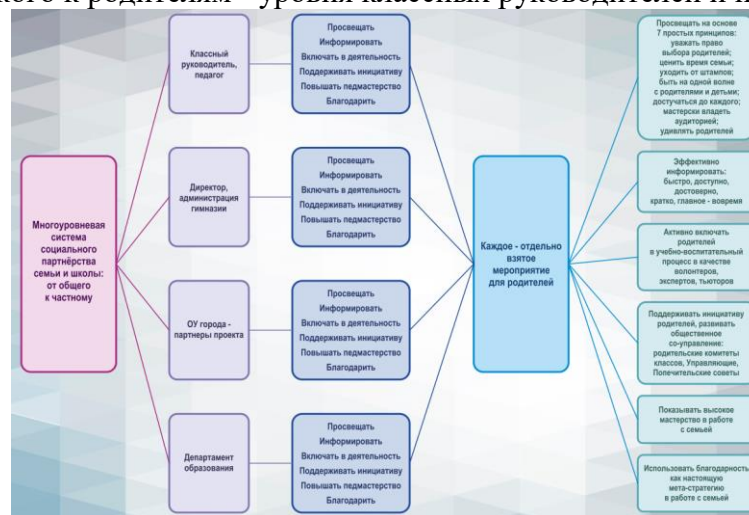 кого к родителям - уровня классных руководителей и
Многоуровневая
система
социального
партнёрства
семьи и школы:
от общего
к частному
Классный
руководитель,
педагог
Просвещать
Информировать
Включать в деятельность
Поддерживать инициативу
Повышать педмастерство
Благодарить
Директор,
администрация
гимназии
Просвещать
Информировать
Включать в деятельность
Поддерживать инициативу
Повышать педмастерство
Благодарить
ОУ города -
партнеры проекта
Просвещать
Информировать
Включать в деятельность
Поддерживать инициативу
Повышать педмастерство
Благодарить
Департамент
образования
Просвещать
Информировать
Включать в деятельность
Поддерживать инициативу
Повышать педмастерство
Благодарить
Каждое - отдельно
взятое
мероприятие
для родителей
Просвещать на основе
7 простых принципов:
уважать право
выбора родителей;
ценить время семьи;
уходить от штампов;
быть на одной волне
с родителями и детьми;
достучаться до каждого;
мастерски владеть
аудиторией;
удивлять родителей
Эффективно
информировать:
быстро, доступно,
достоверно,
кратко, главное - вовремя
Активно включать
родителей
в учебно-воспитательный
процесс в качестве
волонтеров,
экспертов, тьюторов
Поддерживать инициативу
родителей, развивать
общественное
со-управление:
родительские комитеты
классов, Управляющие,
Попечительские советы
Показывать высокое
мастерство в работе
с семьей
Использовать благодарность
как настоящую
мета-стратегию
в работе с семьей